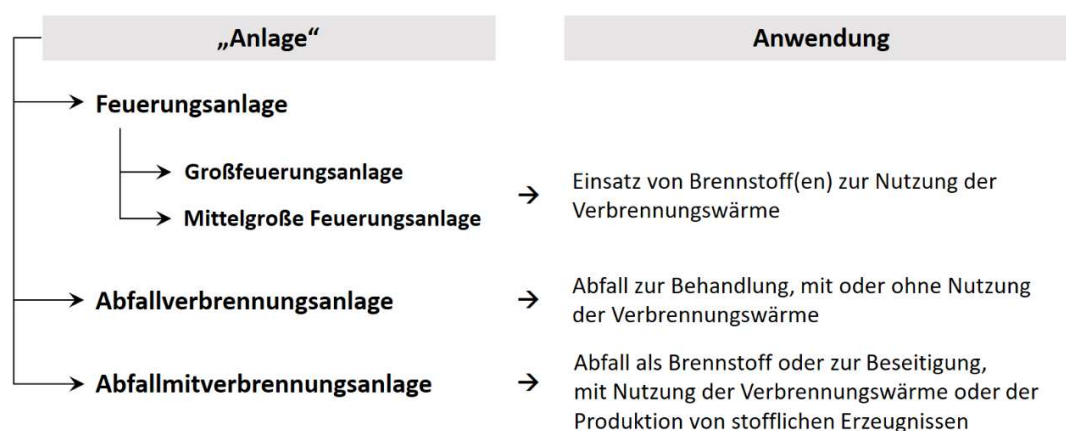 „Anlage“
Anwendung
Feuerungsanlage
Großfeuerungsanlage
Mittelgroße Feuerungsanlage
→
Einsatz von Brennstoff(en) zur Nutzung der
Verbrennungswärme
Abfallverbrennungsanlage
→
Abfall zur Behandlung, mit oder ohne Nutzung
der Verbrennungswärme
Abfallmitverbrennungsanlage
→
Abfall als Brennstoff oder zur Beseitigung,
mit Nutzung der Verbrennungswärme oder der
Produktion von stofflichen Erzeugnissen